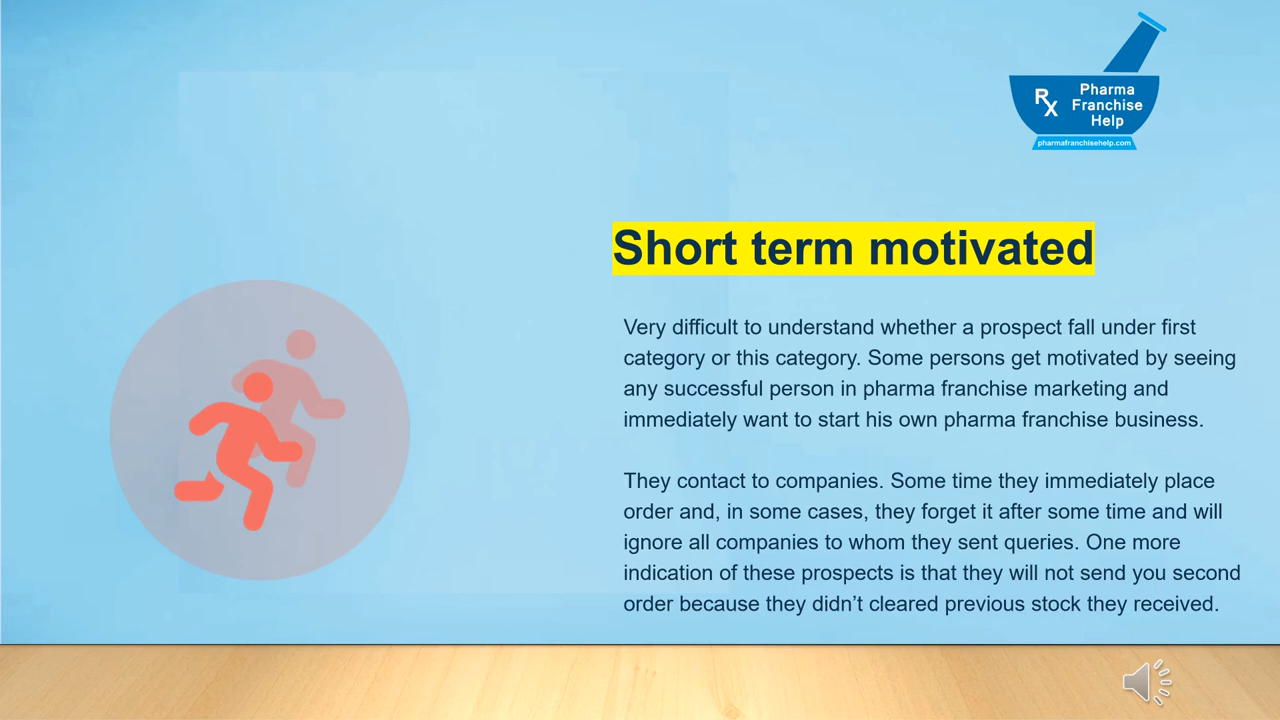 Rx
Pharma
Franchise
Help
pharmafranchisehelp.com
Short term motivated
Very difficult to understand whether a prospect fall under first
category or this category. Some persons get motivated by seeing
any successful person in pharma franchise marketing and
immediately want to start his own pharma franchise business.
They contact to companies. Some time they immediately place
order and, in some cases, they forget it after some time and will
ignore all companies to whom they sent queries. One more
indication of these prospects is that they will not send you second
order because they didn’t cleared previous stock they received.